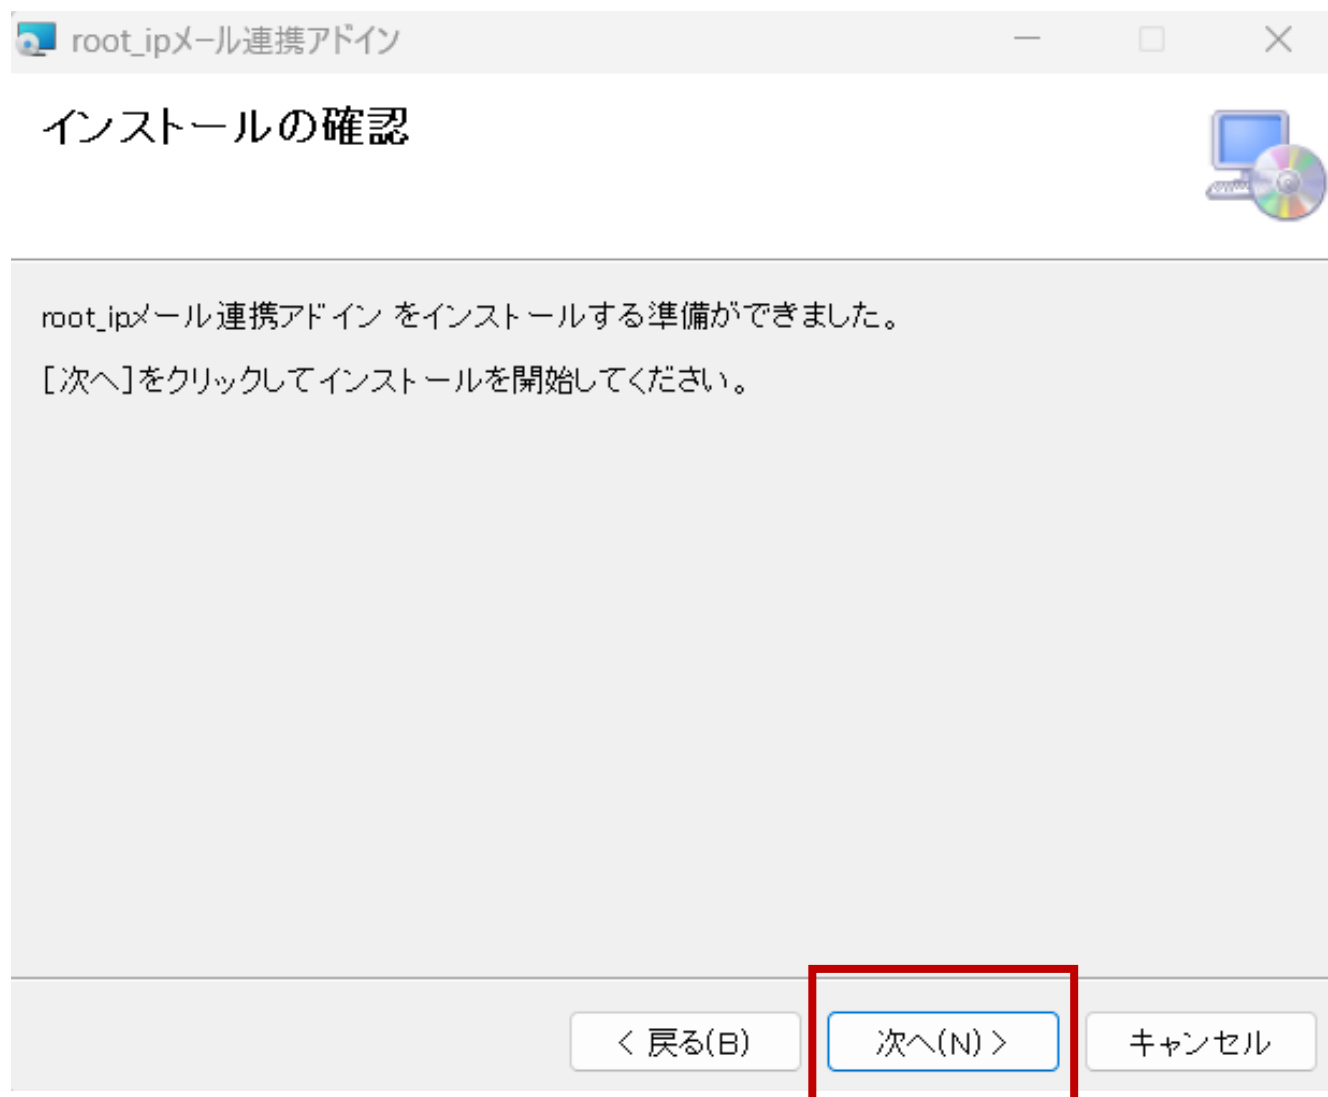 root_ipメール連携アドイン
インストールの確認
root_ipメール連携アドイン をインストールする準備ができました。
[次へ]をクリックしてインストールを開始してください。
< 戻る(B)
次へ(N) >
キャンセル